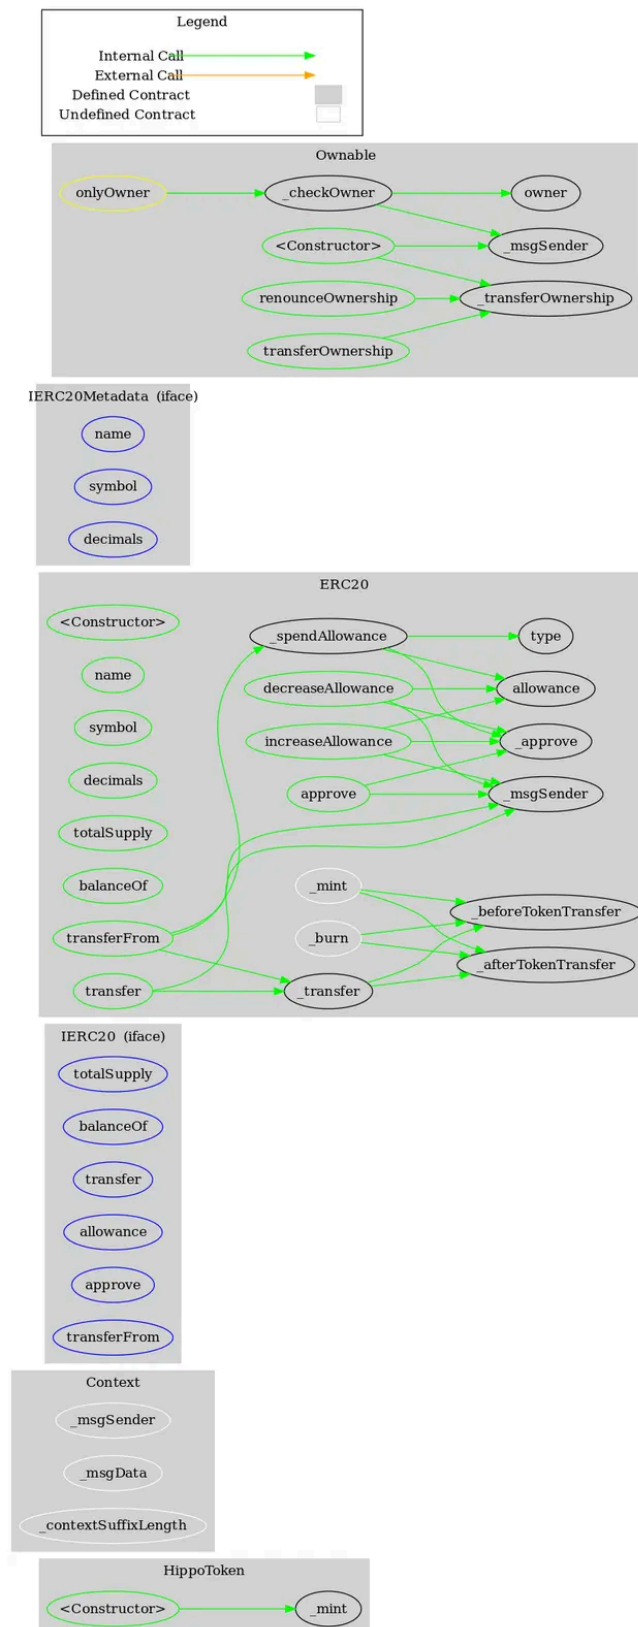 Legend
Internal Call
External Call
Defined Contract
Undefined Contract
Ownable
onlyOwner
_checkOwner
owner
<Constructor>
_msgSender
renounceOwnership
_transferOwnership
transferOwnership
IERC20Metadata (iface)
name
symbol
decimals
ERC20
<Constructor>
_spendAllowance
type
name
decreaseAllowance
allowance
symbol
increaseAllowance
_approve
decimals
approve
_msgSender
totalSupply
balanceOf
_mint
_beforeTokenTransfer
transferFrom
_burn
_afterTokenTransfer
transfer
_transfer
IERC20 (iface)
totalSupply
balanceOf
transfer
allowance
approve
transferFrom
Context
_msgSender
_msgData
_contextSuffixLength
HippoToken
<Constructor>
_mint